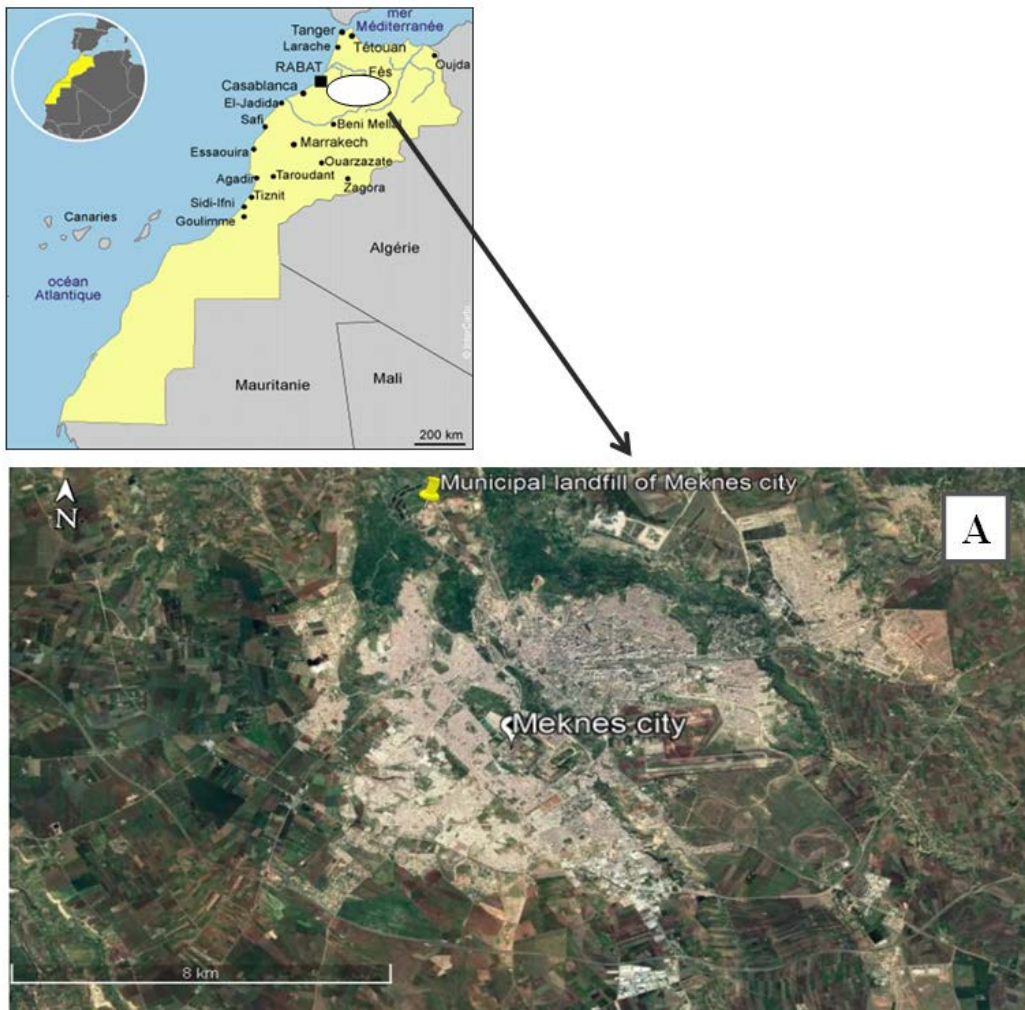 mer
Méditerranée
Tanger
Tétouan
Larache
Oujda
RABAT
Fès
Casablanca
El-Jadida
Safi
Beni Mellal
Marrakech
Essaouira
Ouarzazate
Agadir
Taroudant
Zagora
Tiznit
Sidi-Ifni
Goulimme
Canaries
Algérie
océan
Atlantique
Mauritanie
Mali
200 km
Municipal landfill of Meknes city
N
A
Meknes city
8 km